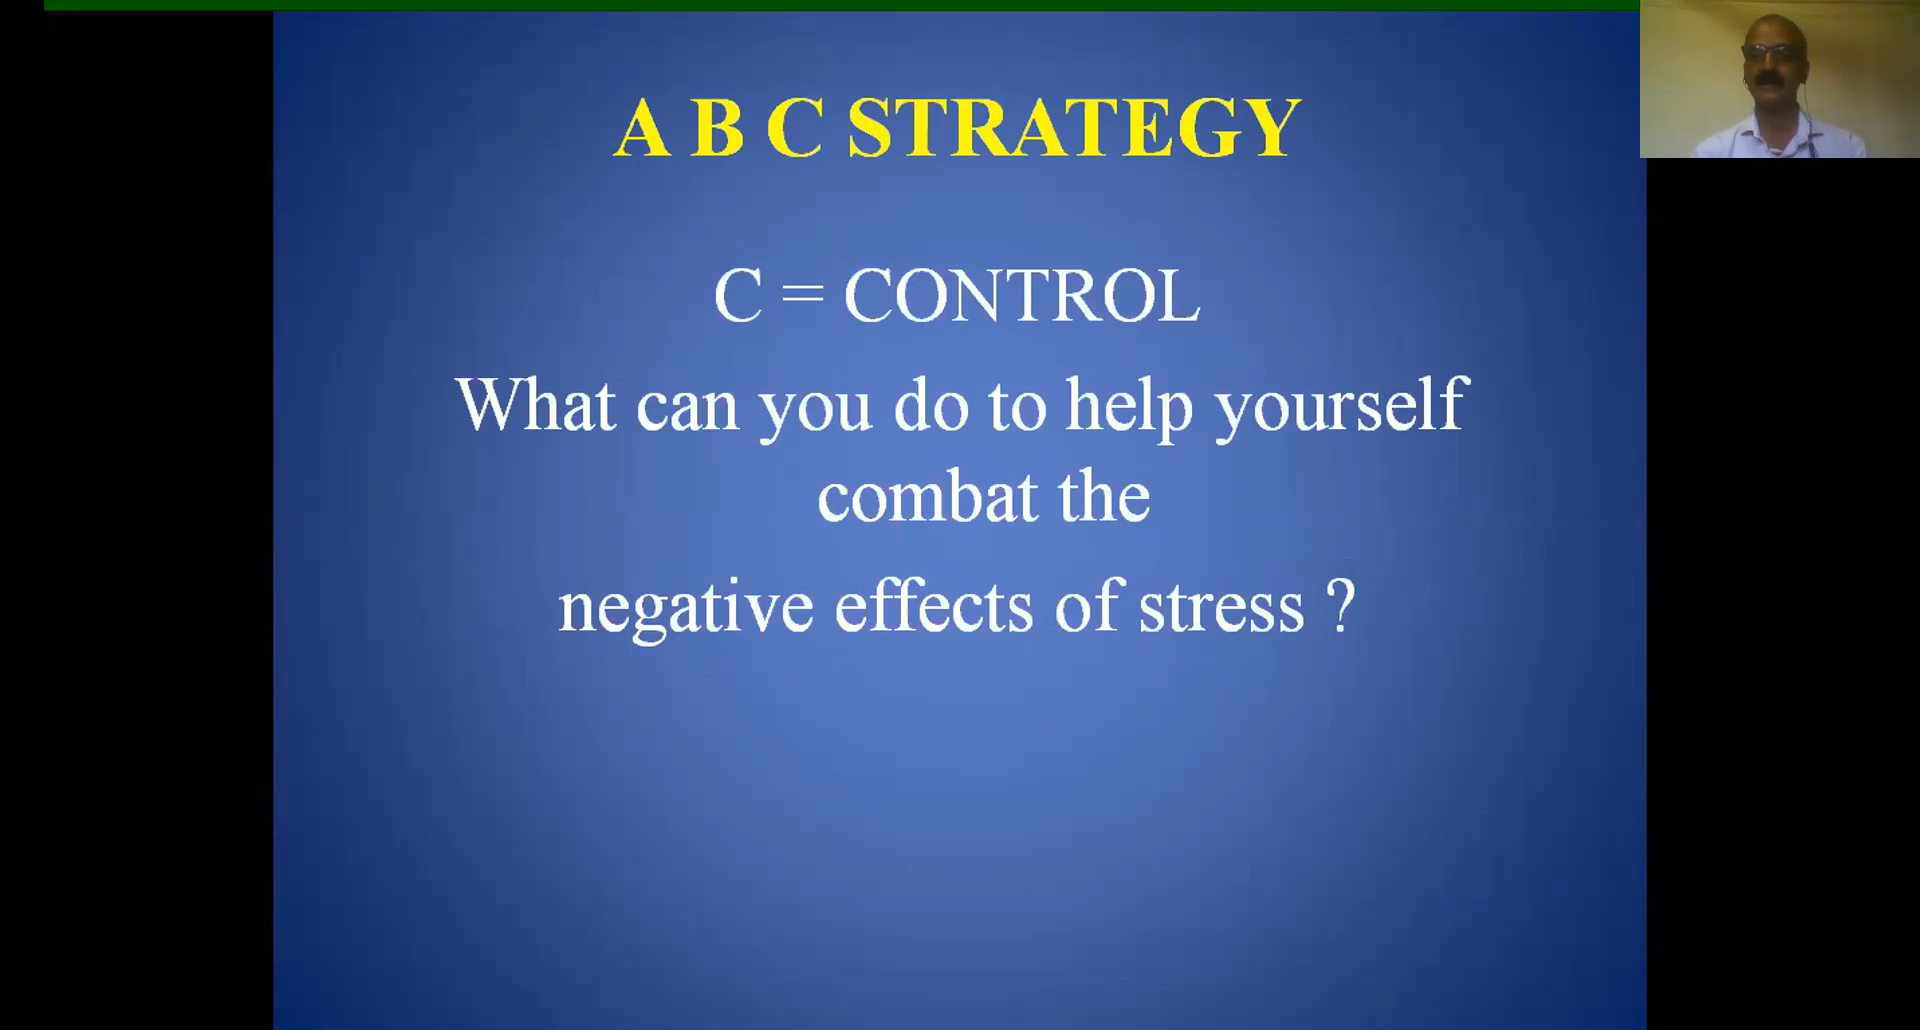 A B C STRATEGY
C = CONTROL
What can you do to help yourself
combat the
negative effects of stress ?